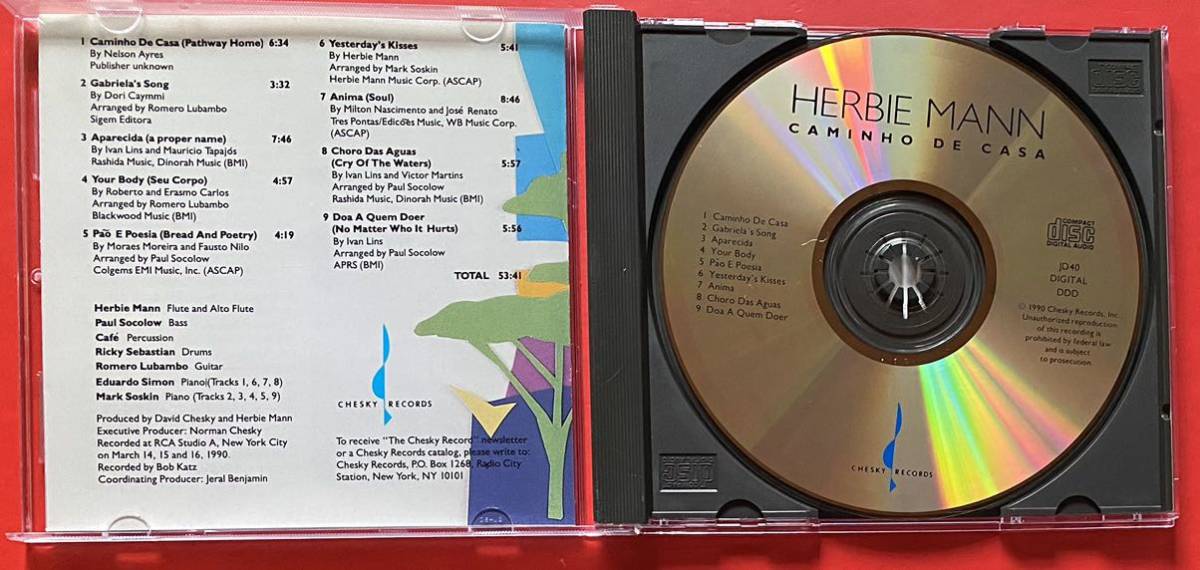 1 Caminho De Casa (Pathway Home) 6:34
By Nelson Ayres
Publisher unknown
2 Gabriela's Song 3:32
By Dori Caymmi
Arranged by Romero Lubambo
Sigem Editora
3 Aparecida (a proper name) 7:46
By Ivan Lins and Mauricio Tapajós
Rashida Music, Dinorah Music (BMI)
4 Your Body (Seu Corpo) 4:57
By Roberto and Erasmo Carlos
Arranged by Romero Lubambo
Blackwood Music (BMI)
5 Pão E Poesia (Bread And Poetry) 4:19
By Moraes Moreira and Fausto Nilo
Arranged by Paul Socolow
Colgems EMI Music, Inc. (ASCAP)
6 Yesterday's Kisses 5:41
By Herbie Mann
Arranged by Mark Soskin
Herbie Mann Music Corp. (ASCAP)
7 Anima (Soul) 8:46
By Milton Nascimento and José Renato
Tres Pontas/Edicões Music, WB Music Corp.
(ASCAP)
8 Choro Das Aguas
(Cry Of The Waters) 5:57
By Ivan Lins and Victor Martins
Arranged by Paul Socolow
Rashida Music, Dinorah Music (BMI)
9 Doa A Quem Doer
(No Matter Who It Hurts) 5:56
By Ivan Lins
Arranged by Paul Socolow
APRS (BMI)
TOTAL 53:41
Herbie Mann Flute and Alto Flute
Paul Socolow Bass
Café Percussion
Ricky Sebastian Drums
Romero Lubambo Guitar
Eduardo Simon Piano (Tracks 1, 6, 7, 8)
Mark Soskin Piano (Tracks 2, 3, 4, 5, 9)
Produced by David Chesky and Herbie Mann
Executive Producer: Norman Chesky
Recorded at RCA Studio A, New York City
on March 14, 15 and 16, 1990.
Recorded by Bob Katz
Coordinating Producer: Jeral Benjamin
CHESKY RECORDS
To receive "The Chesky Record" newsletter
or a Chesky Records catalog, please write to:
Chesky Records, P.O. Box 1268, Radio City
Station, New York, NY 10101
HERBIE MANN
CAMINHO DE CASA
1 Caminho De Casa
2 Gabriela's Song
3 Aparecida
4 Your Body
5 Pão E Poesia
6 Yesterday's Kisses
7 Anima
8 Choro Das Aguas
9 Doa A Quem Doer
COMPACT
disc
DIGITAL AUDIO
JD40
DIGITAL
DDD
© 1990 Chesky Records, Inc.
Unauthorized reproduction
of this recording is
prohibited by federal law
and is subject
to prosecution.
CHESKY RECORDS
COMPACT
disc
disc